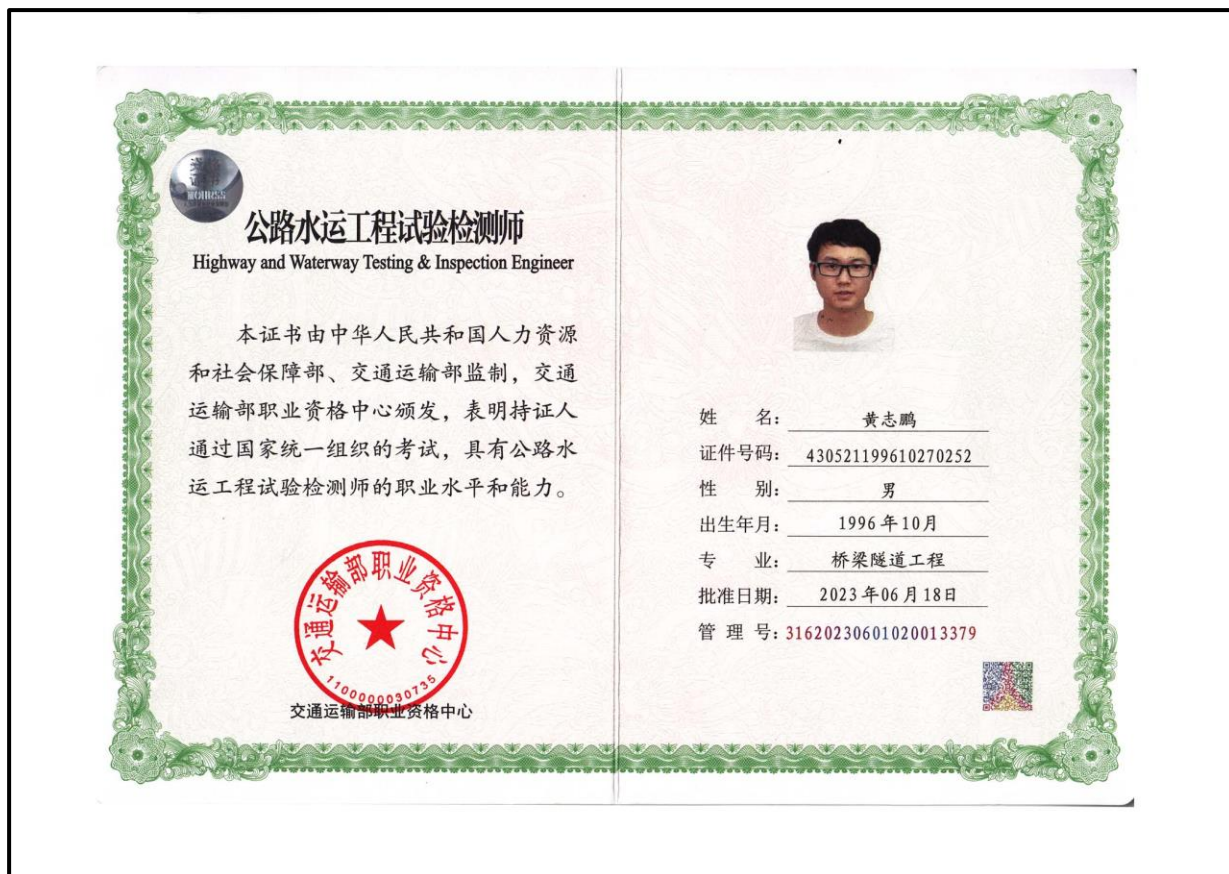 公路水运工程试验检测师
Highway and Waterway Testing & Inspection Engineer
本证书由中华人民共和国人力资源
和社会保障部、交通运输部监制，交通
运输部职业资格中心颁发，表明持证人
通过国家统一组织的考试，具有公路水
运工程试验检测师的职业水平和能力。
交通运输部职业资格中心
1100000030735
交通运输部职业资格中心
姓 名： 黄志鹏
证件号码： 430521199610270252
性 别： 男
出生年月： 1996年10月
专 业： 桥梁隧道工程
批准日期： 2023年06月18日
管 理 号：31620230601020013379